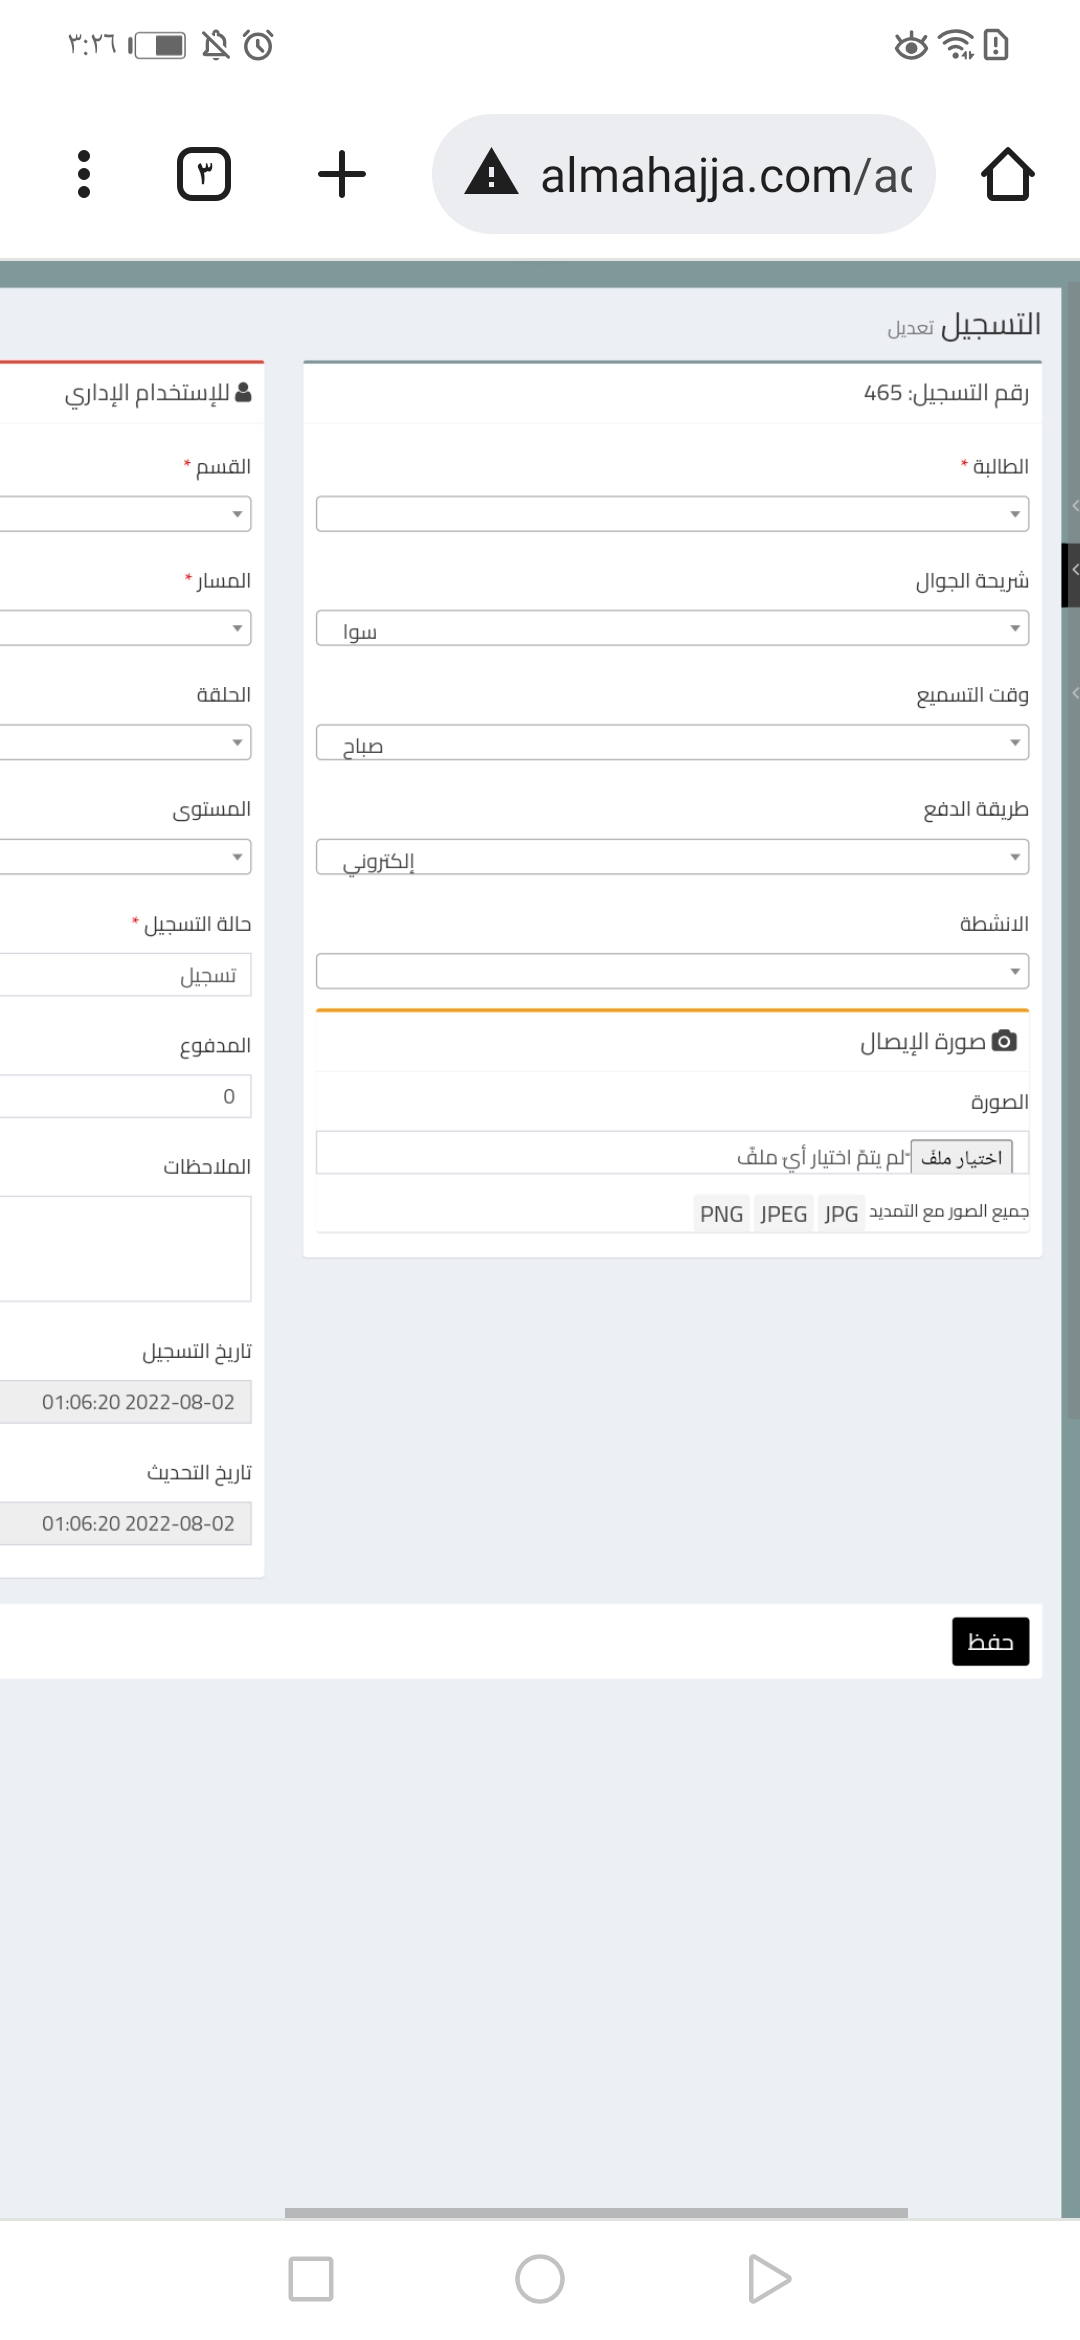 ٣:٢٦
٣
almahajja.com/ac
التسجيل تعديل
رقم التسجيل: 465
الطالبة *
شريحة الجوال
سوا
وقت التسميع
صباح
طريقة الدفع
إلكتروني
الانشطة
صورة الإيصال
الصورة
اختيار ملفّ لم يتمّ اختيار أيّ ملفّ
جميع الصور مع التمديد JPG JPEG PNG
للإستخدام الإداري
القسم *
المسار *
الحلقة
المستوى
حالة التسجيل *
تسجيل
المدفوع
0
الملاحظات
تاريخ التسجيل
2022-08-02 01:06:20
تاريخ التحديث
2022-08-02 01:06:20
حفظ